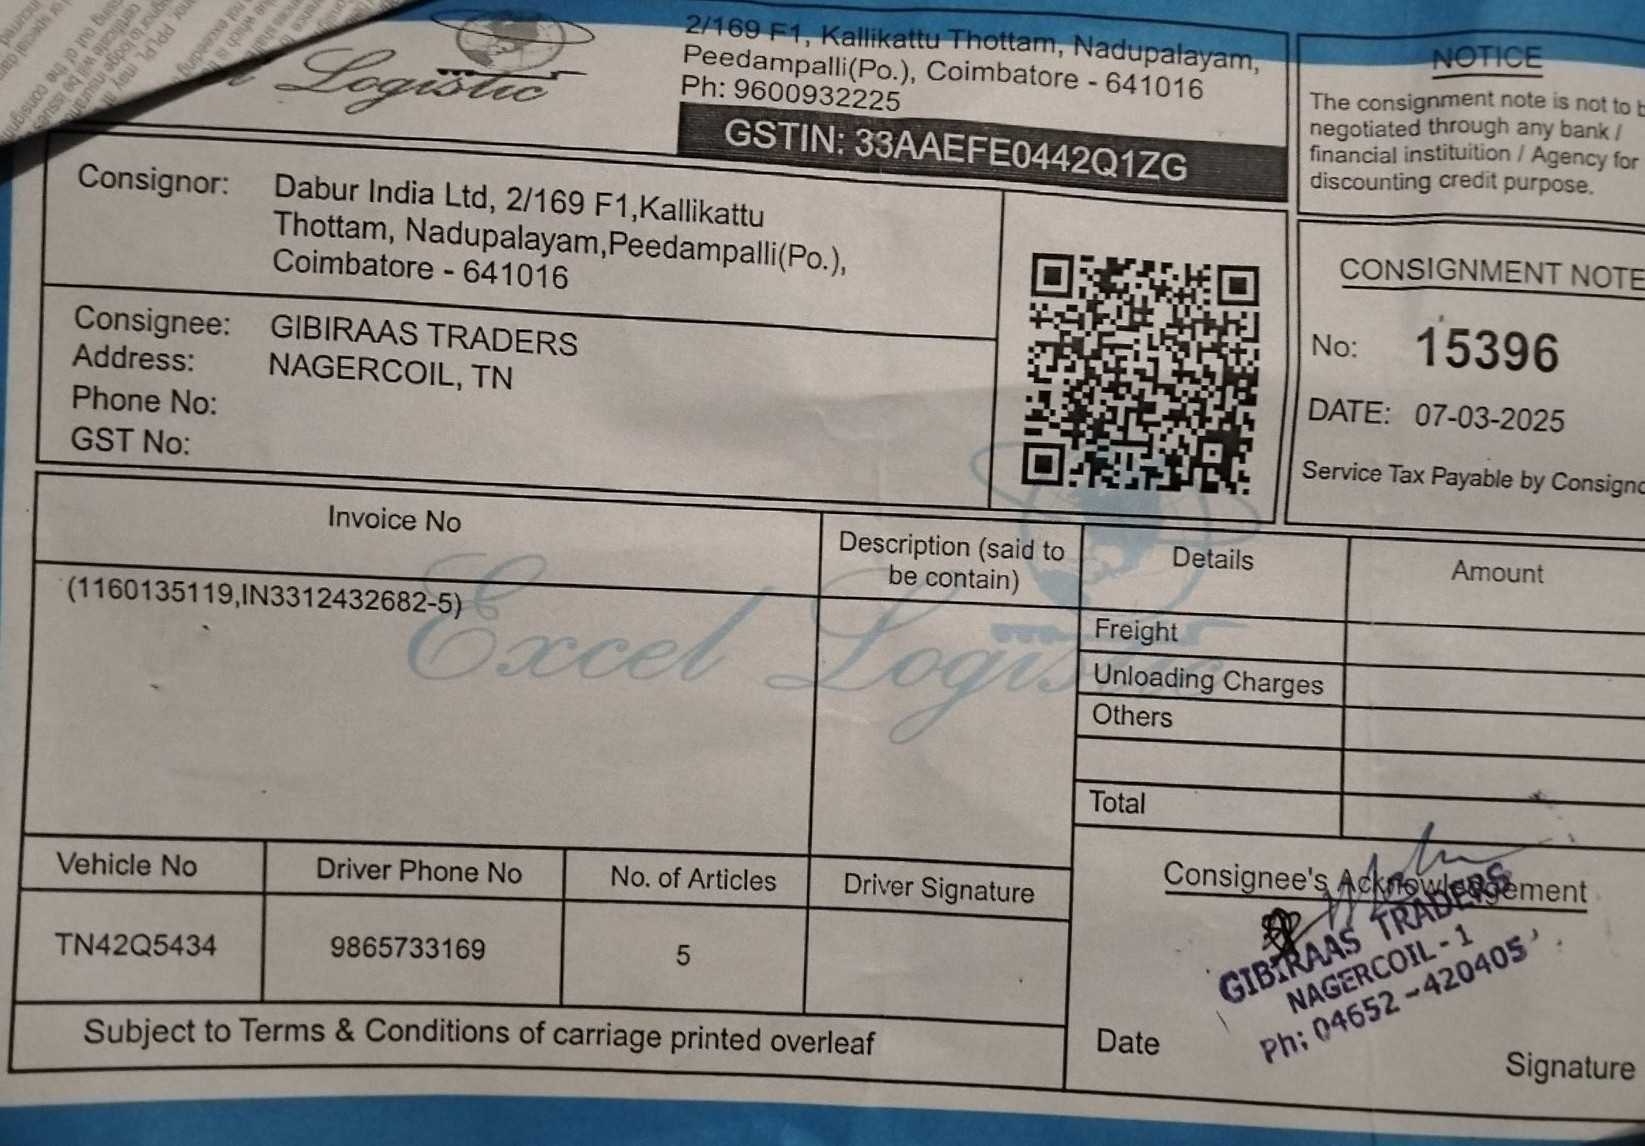 Logistic
2/169 F1, Kallikattu Thottam, Nadupalayam,
Peedampalli(Po.), Coimbatore - 641016
Ph: 9600932225
GSTIN: 33AAEFE0442Q1ZG
NOTICE
The consignment note is not to
negotiated through any bank /
financial instituition / Agency for
discounting credit purpose.
Consignor: Dabur India Ltd, 2/169 F1,Kallikattu
Thottam, Nadupalayam,Peedampalli(Po.),
Coimbatore - 641016
Consignee: GIBIRAAS TRADERS
Address: NAGERCOIL, TN
Phone No:
GST No:
CONSIGNMENT NOTE
No: 15396
DATE: 07-03-2025
Service Tax Payable by
Invoice No
Description (said to
be contain)
Details
Amount
(1160135119,IN3312432682-5)
Excel Logistic
Freight
Unloading Charges
Others
Total
Vehicle No
Driver Phone No
No. of Articles
Driver Signature
TN42Q5434
9865733169
5
Consignee's Acknowledgement
GIBIRAAS TRADERS
NAGERCOIL - 1
Ph: 04652 - 420405
Date
Signature
Subject to Terms & Conditions of carriage printed overleaf